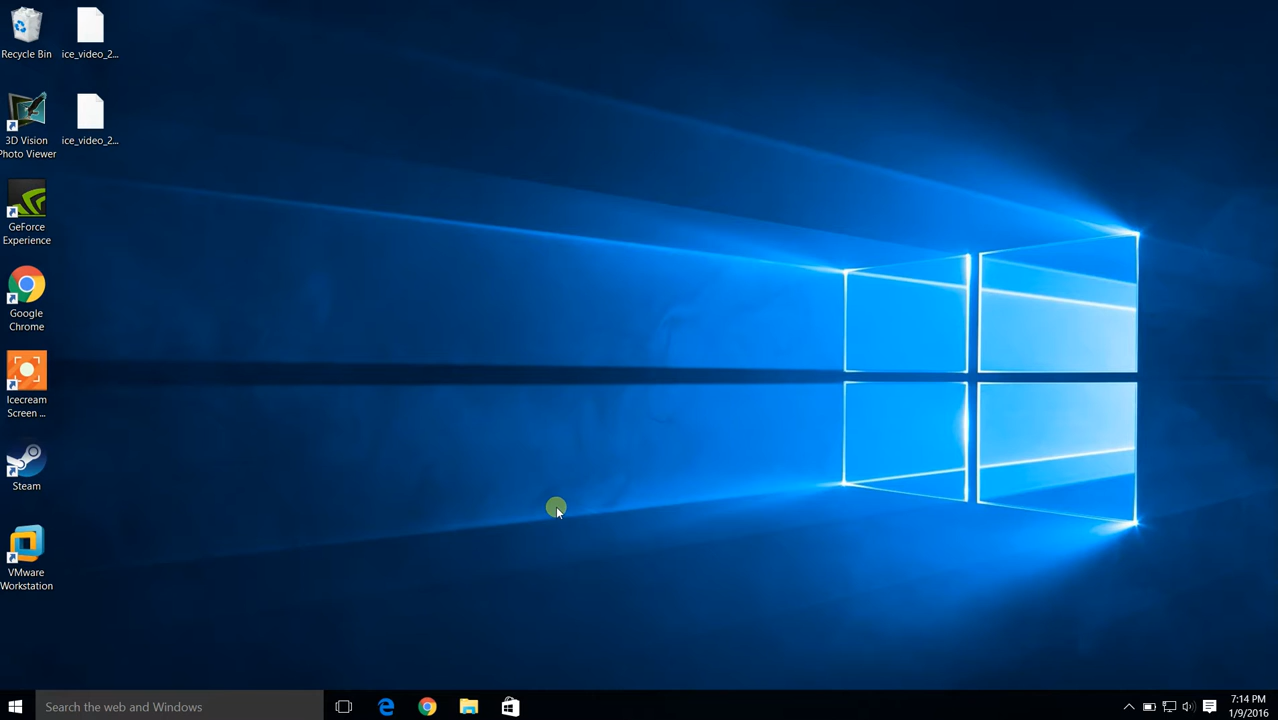 Recycle Bin
ice_video_2...
3D Vision
Photo Viewer
ice_video_2...
GeForce
Experience
Google
Chrome
Icecream
Screen ...
Steam
VMware
Workstation
Search the web and Windows
7:14 PM
1/9/2016